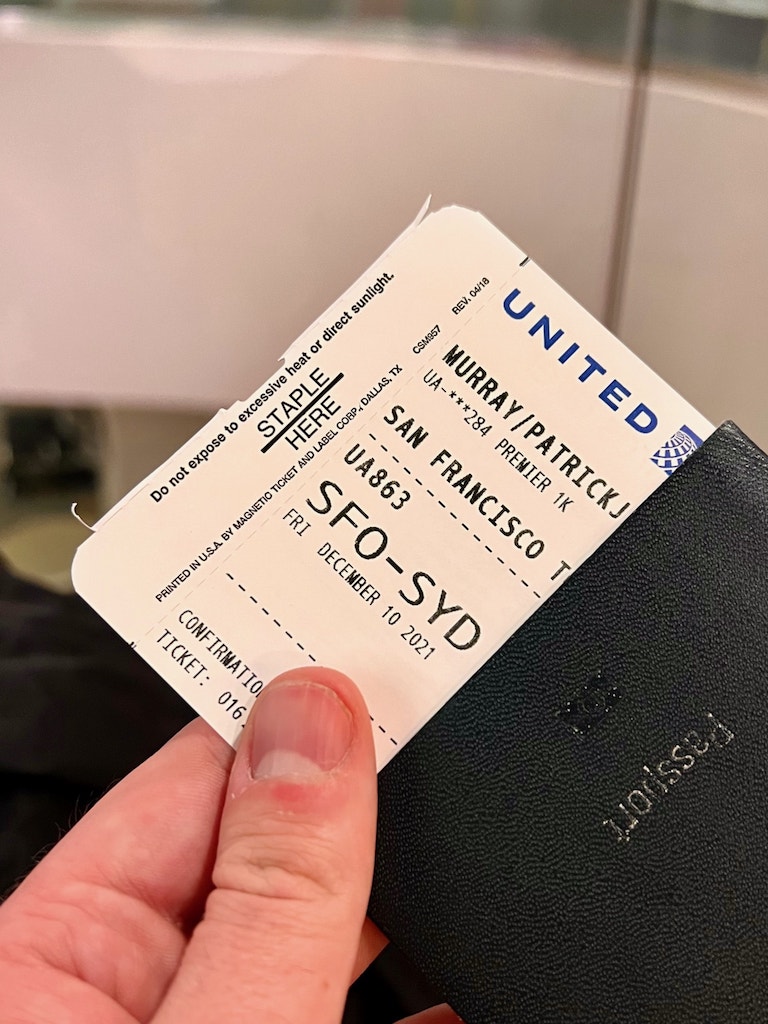 UNITED
MURRAY/PATRICKJ
UA-***284 PREMIER 1K
SAN FRANCISCO
UA863
SFO-SYD
FRI DECEMBER 10 2021
TICKET: 016
CSM957 REV. 04/18
PRINTED IN U.S.A. BY MAGNETIC TICKET AND LABEL CORP., DALLAS, TX
STAPLE
HERE
Do not expose to excessive heat or direct sunlight.
Passport